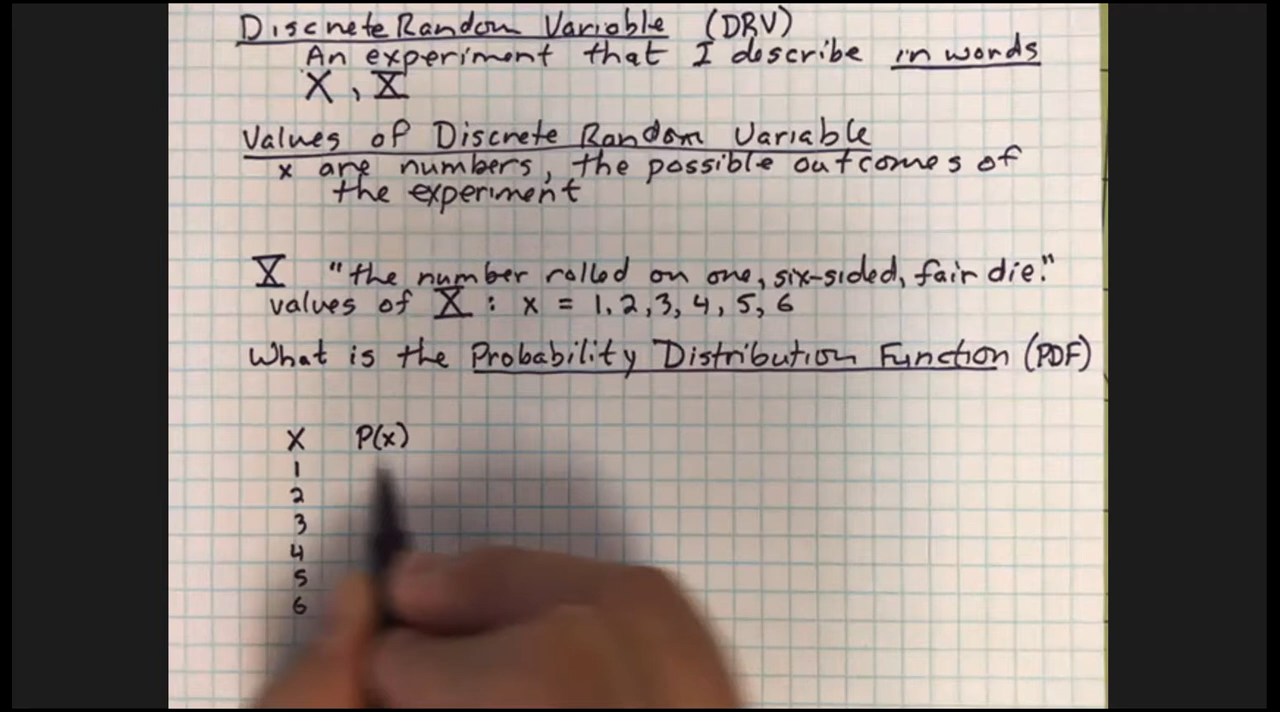 Discrete Random Variable (DRV)
An experiment that I describe in words
X, X
Values of Discrete Random Variable
x are numbers, the possible outcomes of
the experiment
X "the number rolled on one, six-sided, fair die."
values of X : x = 1, 2, 3, 4, 5, 6
What is the Probability Distribution Function (PDF)
X P(x)
1
2
3
4
5
6